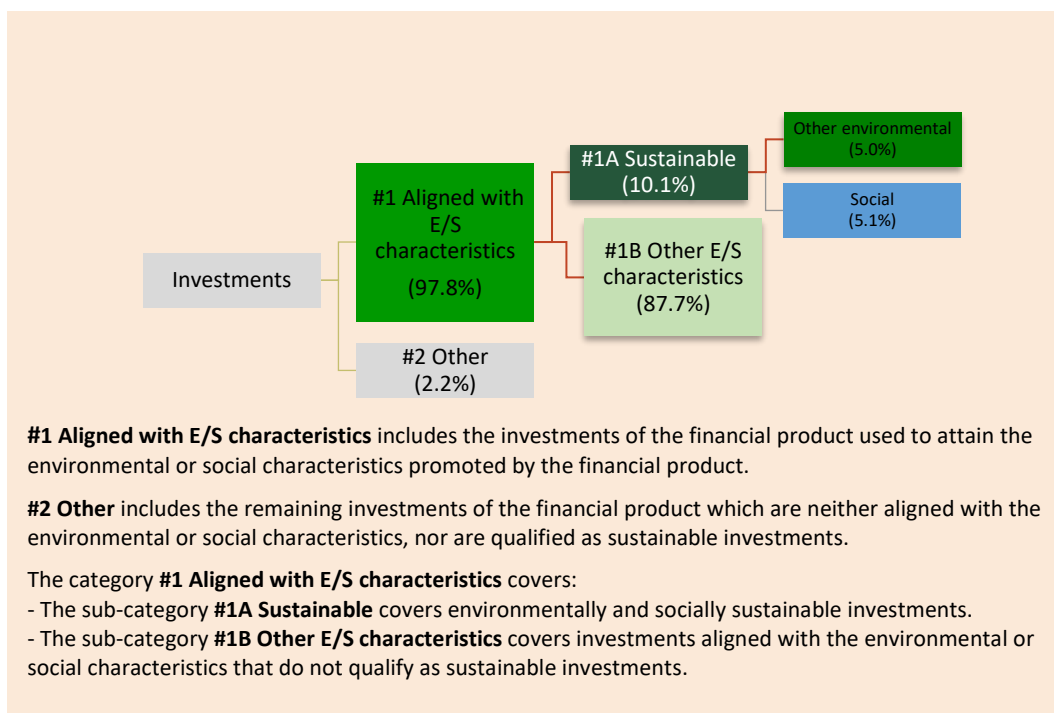 Investments
#1 Aligned with
E/S
characteristics
(97.8%)
#2 Other
(2.2%)
#1A Sustainable
(10.1%)
#1B Other E/S
characteristics
(87.7%)
Other environmental
(5.0%)
Social
(5.1%)
#1 Aligned with E/S characteristics includes the investments of the financial product used to attain the
environmental or social characteristics promoted by the financial product.
#2 Other includes the remaining investments of the financial product which are neither aligned with the
environmental or social characteristics, nor are qualified as sustainable investments.
The category #1 Aligned with E/S characteristics covers:
- The sub-category #1A Sustainable covers environmentally and socially sustainable investments.
- The sub-category #1B Other E/S characteristics covers investments aligned with the environmental or
social characteristics that do not qualify as sustainable investments.